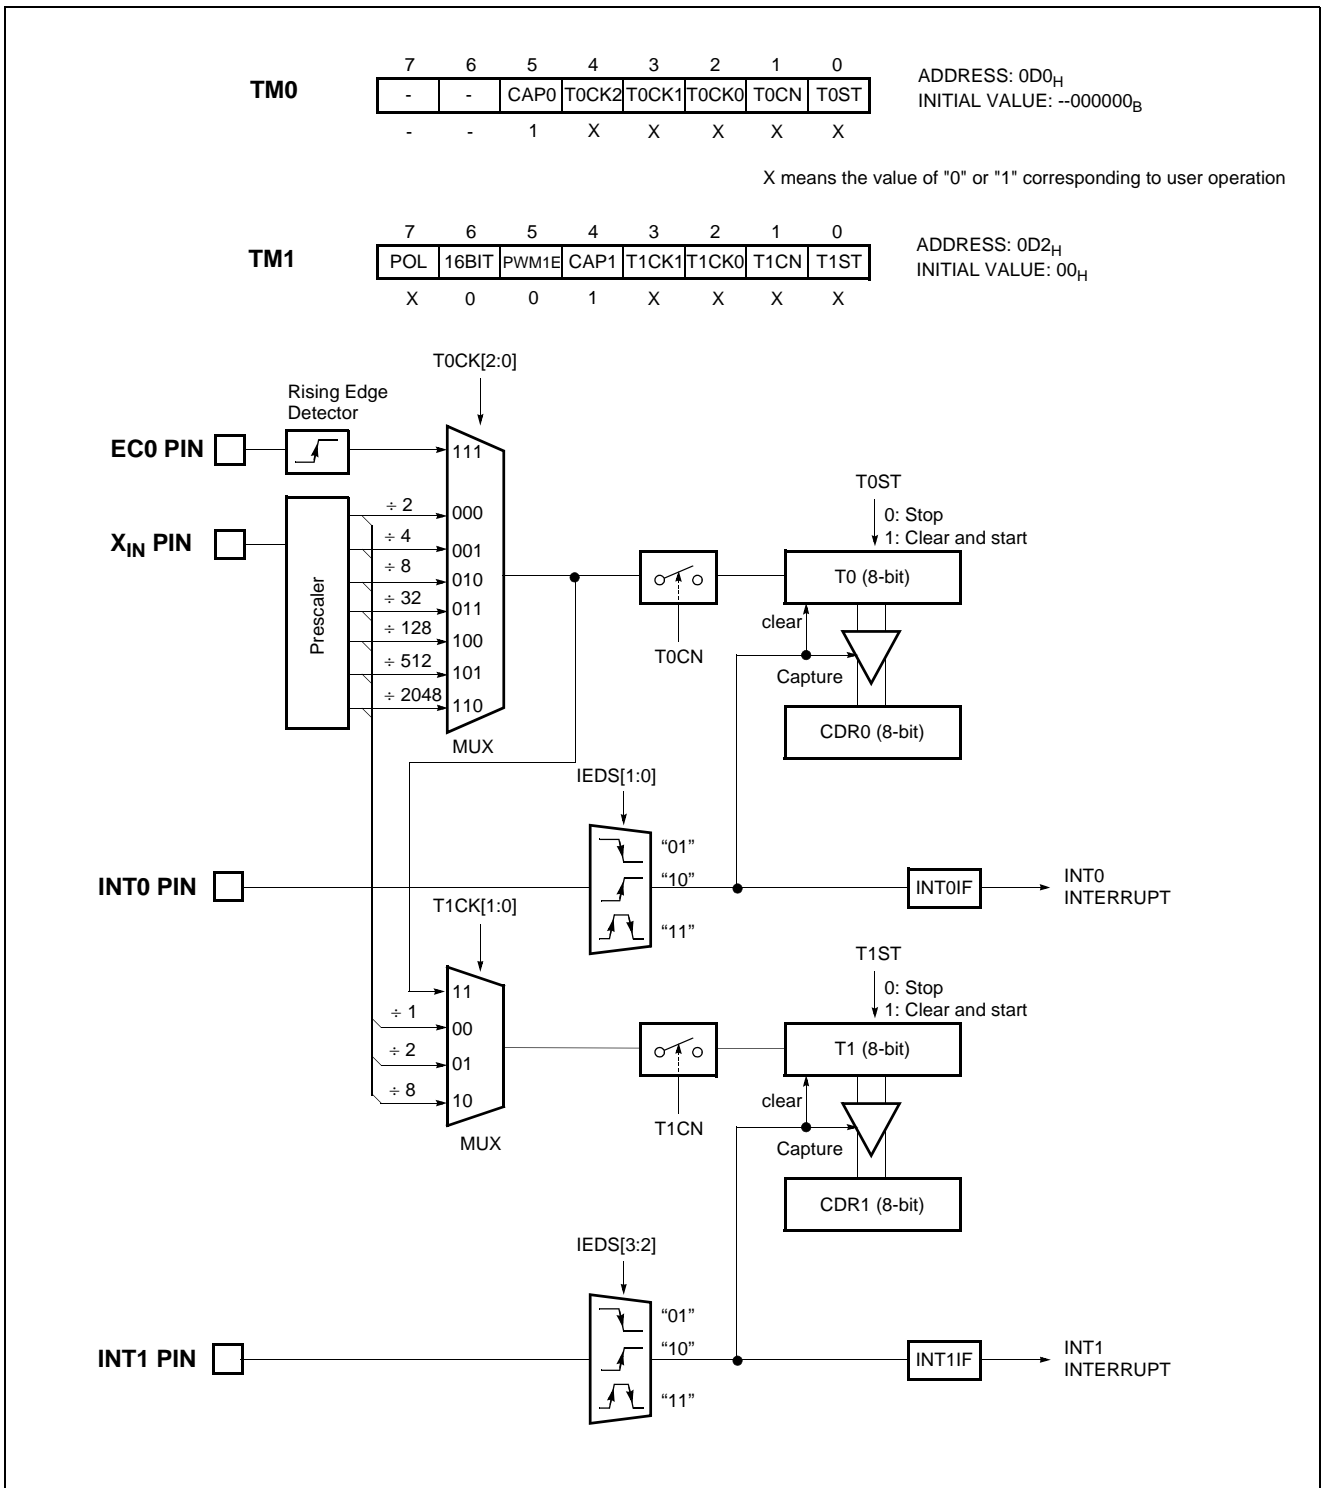 7 6 5 4 3 2 1 0
TM0 - - CAP0 T0CK2 T0CK1 T0CK0 T0CN T0ST
ADDRESS: 0D0H
INITIAL VALUE: --000000B
- - 1 X X X X X
X means the value of "0" or "1" corresponding to user operation
7 6 5 4 3 2 1 0
TM1 POL 16BIT PWM1E CAP1 T1CK1 T1CK0 T1CN T1ST
ADDRESS: 0D2H
INITIAL VALUE: 00H
X 0 0 1 X X X X
T0CK[2:0]
Rising Edge
Detector
EC0 PIN
111
XIN PIN
Prescaler
÷ 2
000
÷ 4
001
÷ 8
010
÷ 32
011
÷ 128
100
÷ 512
101
÷ 2048
110
MUX
T0CN
T0ST
0: Stop
1: Clear and start
T0 (8-bit)
clear
Capture
CDR0 (8-bit)
IEDS[1:0]
“01”
INT0 PIN
“10”
“11”
INT0IF
INT0
INTERRUPT
T1CK[1:0]
11
÷ 1
00
÷ 2
01
÷ 8
10
MUX
T1CN
T1ST
0: Stop
1: Clear and start
T1 (8-bit)
clear
Capture
CDR1 (8-bit)
IEDS[3:2]
“01”
INT1 PIN
“10”
“11”
INT1IF
INT1
INTERRUPT